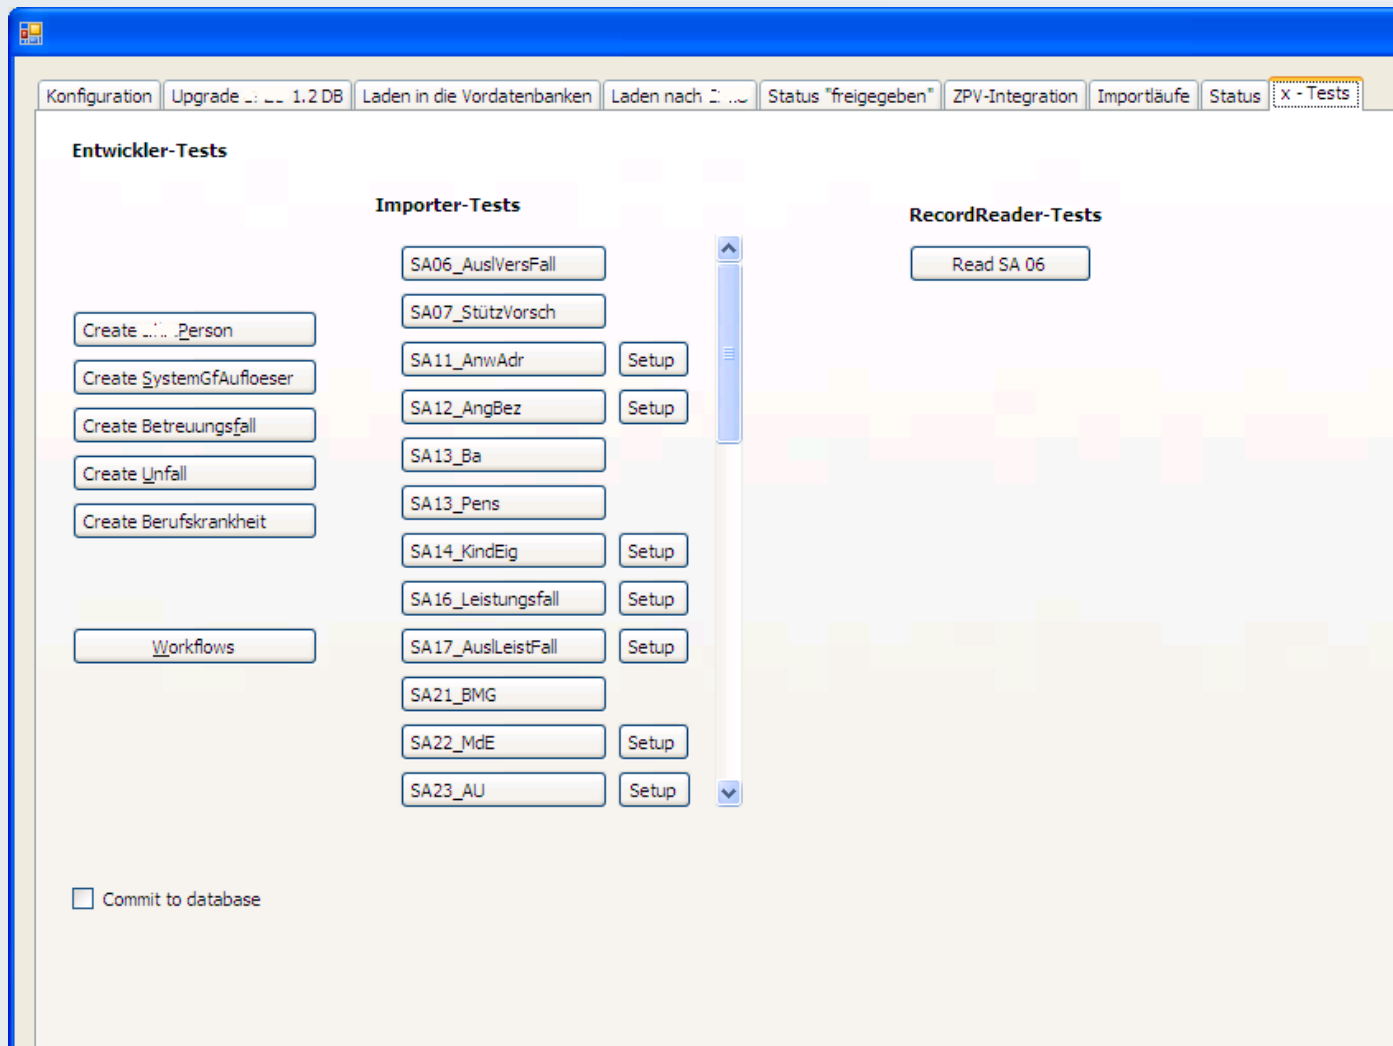 Konfiguration
Upgrade 1.2 DB
Laden in die Vordatenbanken
Laden nach
Status "freigegeben"
ZPV-Integration
Importläufe
Status
x - Tests
Entwickler-Tests
Importer-Tests
RecordReader-Tests
Create Person
Create SystemGfAufloeser
Create Betreuungsfall
Create Unfall
Create Berufskrankheit
Workflows
SA06_AuslVersFall
SA07_StützVorsch
SA11_AnwAdr Setup
SA12_AngBez Setup
SA13_Ba
SA13_Pens
SA14_KindEig Setup
SA16_Leistungsfall Setup
SA17_AuslLeistFall Setup
SA21_BMG
SA22_MdE Setup
SA23_AU Setup
Read SA 06
Commit to database